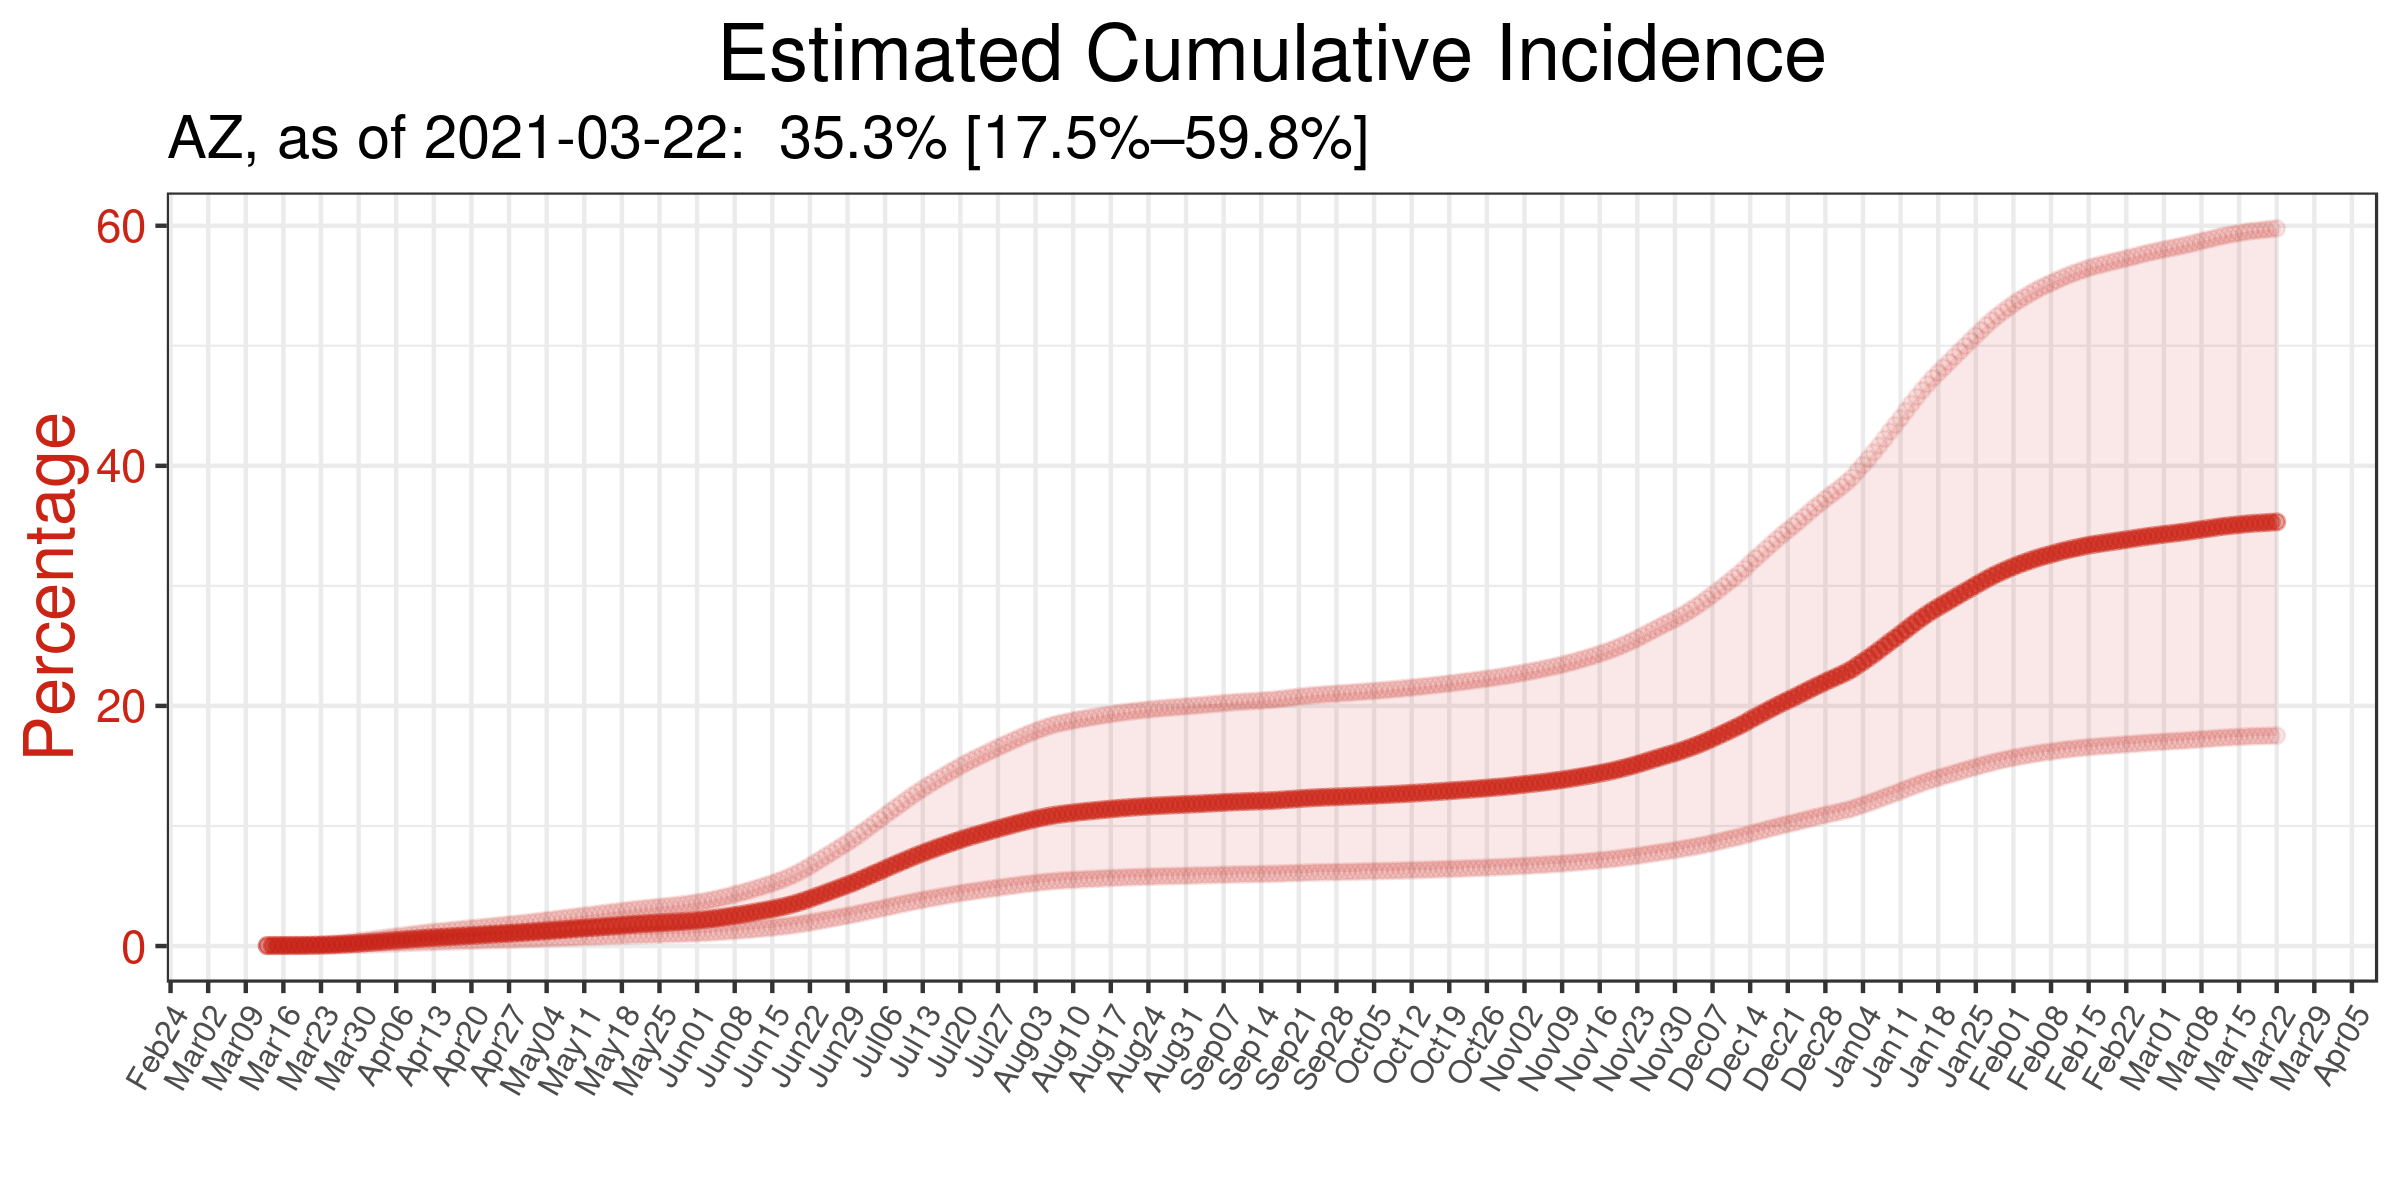 Estimated Cumulative Incidence
AZ, as of 2021-03-22:  35.3% [17.5%–59.8%]
Percentage
60
40
20
0
Feb24
Mar02
Mar09
Mar16
Mar23
Mar30
Apr06
Apr13
Apr20
Apr27
May04
May11
May18
May25
Jun01
Jun08
Jun15
Jun22
Jun29
Jul06
Jul13
Jul20
Jul27
Aug03
Aug10
Aug17
Aug24
Aug31
Sep07
Sep14
Sep21
Sep28
Oct05
Oct12
Oct19
Oct26
Nov02
Nov09
Nov16
Nov23
Nov30
Dec07
Dec14
Dec21
Dec28
Jan04
Jan11
Jan18
Jan25
Feb01
Feb08
Feb15
Feb22
Mar01
Mar08
Mar15
Mar22
Mar29
Apr05